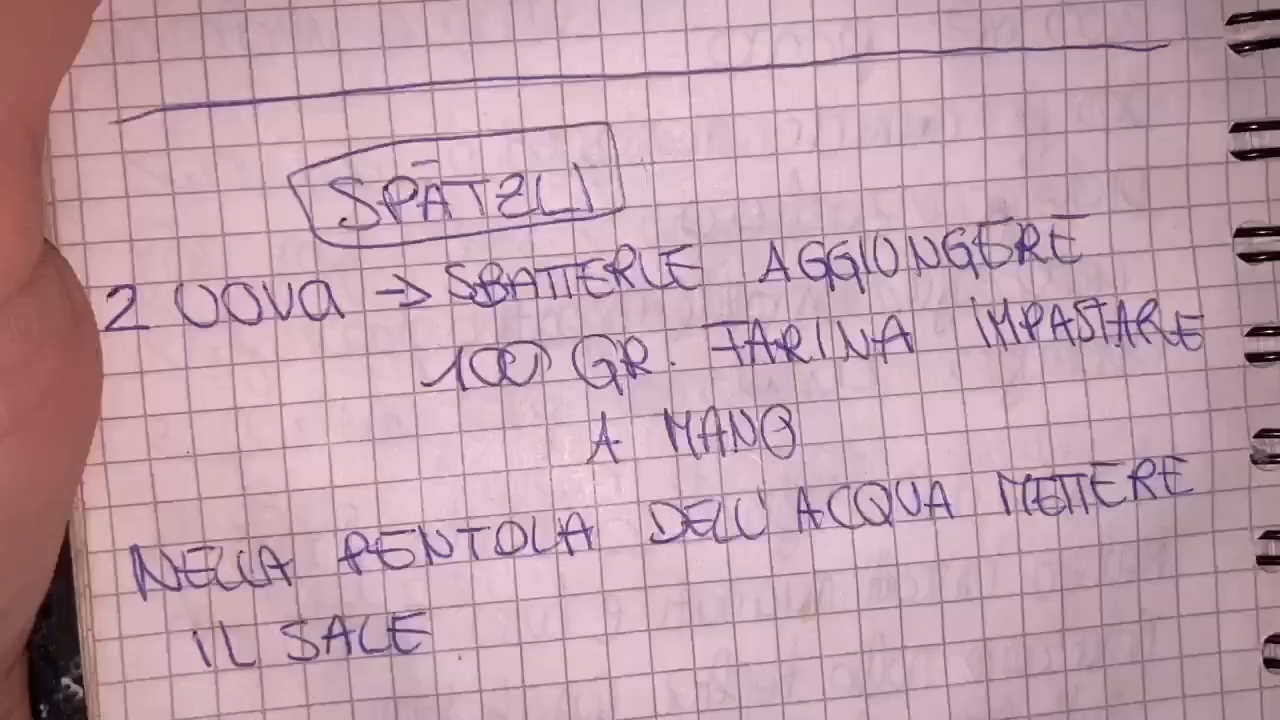 SPÄTZLI
2 UOVA → SBATTERLE AGGIUNGERE
100 GR. FARINA IMPASTARE
A MANO
NELLA PENTOLA DELL'ACQUA METTERE
IL SALE